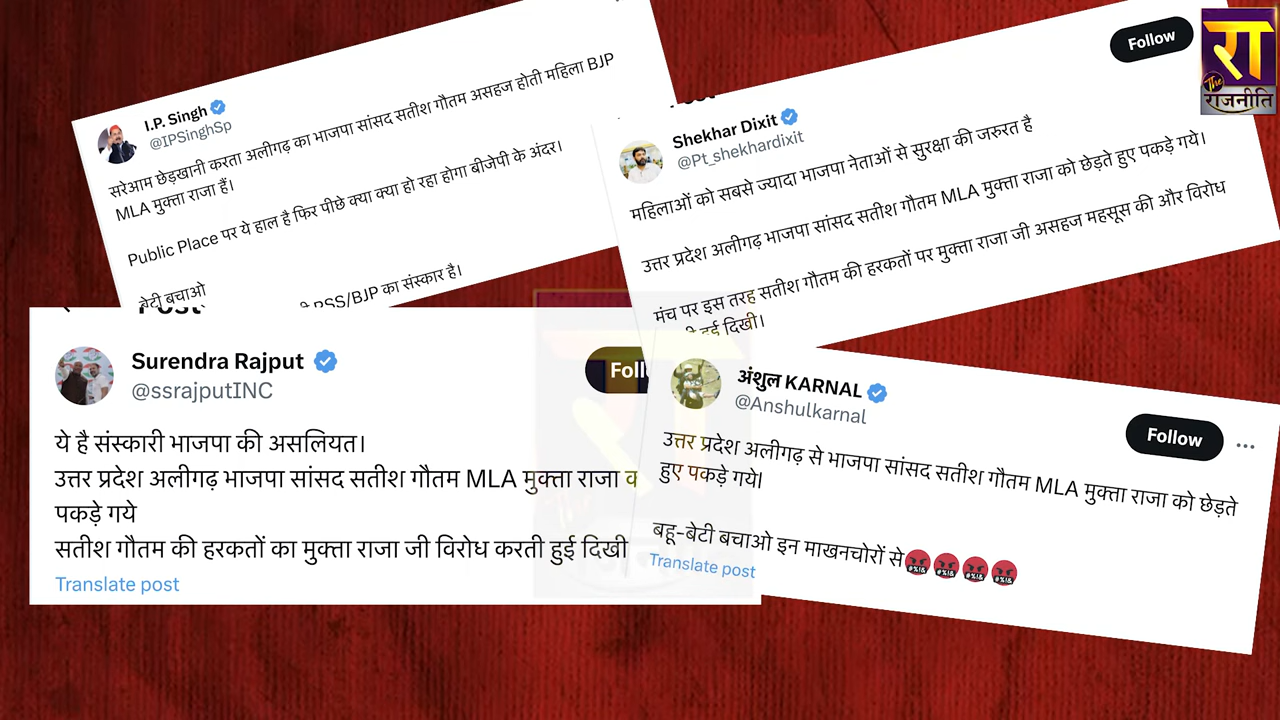 I.P. Singh
@IPSinghSp
सरेआम छेड़खानी करता अलीगढ़ का भाजपा सांसद सतीश गौतम असहज होती महिला BJP
MLA मुक्ता राजा हैं।
Public Place पर ये हाल है फिर पीछे क्या क्या हो रहा होगा बीजेपी के अंदर।
बेटी बचाओ
RSS/BJP का संस्कार है।
Follow
Shekhar Dixit
@Pt_shekhardixit
महिलाओं को सबसे ज्यादा भाजपा नेताओं से सुरक्षा की जरुरत है
उत्तर प्रदेश अलीगढ़ भाजपा सांसद सतीश गौतम MLA मुक्ता राजा को छेड़ते हुए पकड़े गये।
मंच पर इस तरह सतीश गौतम की हरकतों पर मुक्ता राजा जी असहज महसूस की और विरोध
हुई दिखी।
रा
The
राजनीति
Post
Surendra Rajput
@ssrajputINC
Foll
ये है संस्कारी भाजपा की असलियत।
उत्तर प्रदेश अलीगढ़ भाजपा सांसद सतीश गौतम MLA मुक्ता राजा
पकड़े गये
सतीश गौतम की हरकतों का मुक्ता राजा जी विरोध करती हुई दिखी
Translate post
अंशुल KARNAL
@Anshulkarnal
Follow
उत्तर प्रदेश अलीगढ़ से भाजपा सांसद सतीश गौतम MLA मुक्ता राजा को छेड़ते
हुए पकड़े गये।
बहू-बेटी बचाओ इन माखनचोरों से🤬🤬🤬🤬
Translate post